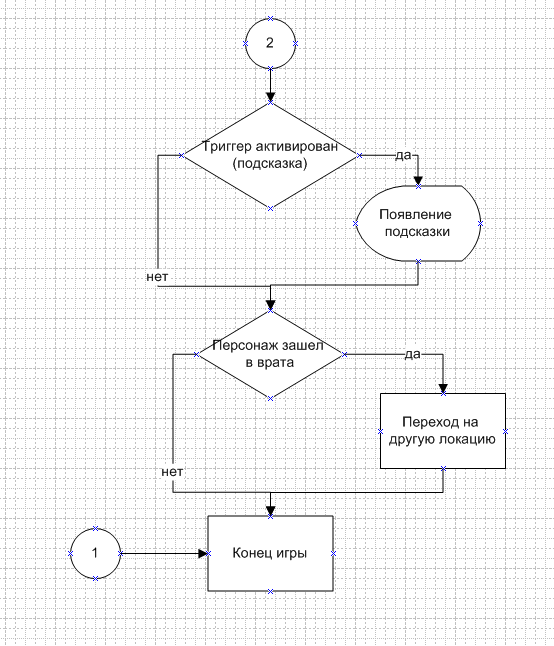 2
Триггер активирован
(подсказка)
да
Появление
подсказки
нет
Персонаж зашел
в врата
да
Переход на
другую локацию
нет
1
Конец игры